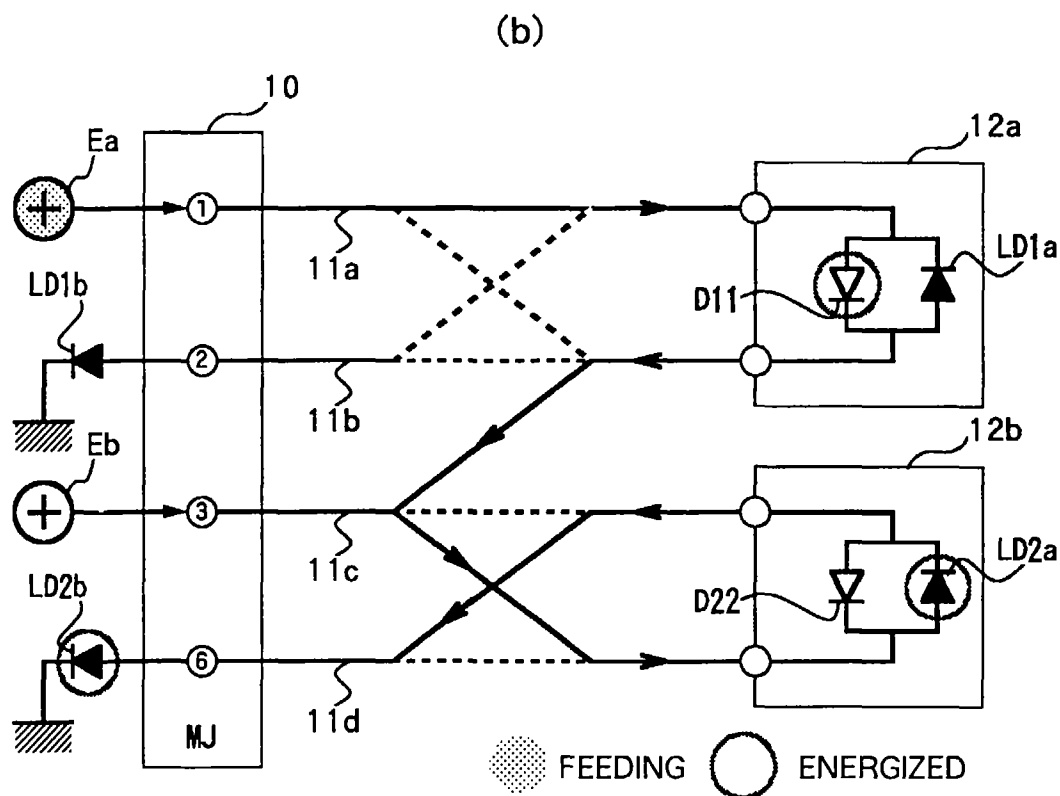 (b)
10
12a
Ea
①
11a
LD1a
D11
LD1b
②
11b
12b
Eb
③
11c
LD2a
D22
LD2b
⑥
11d
MJ
FEEDING
ENERGIZED